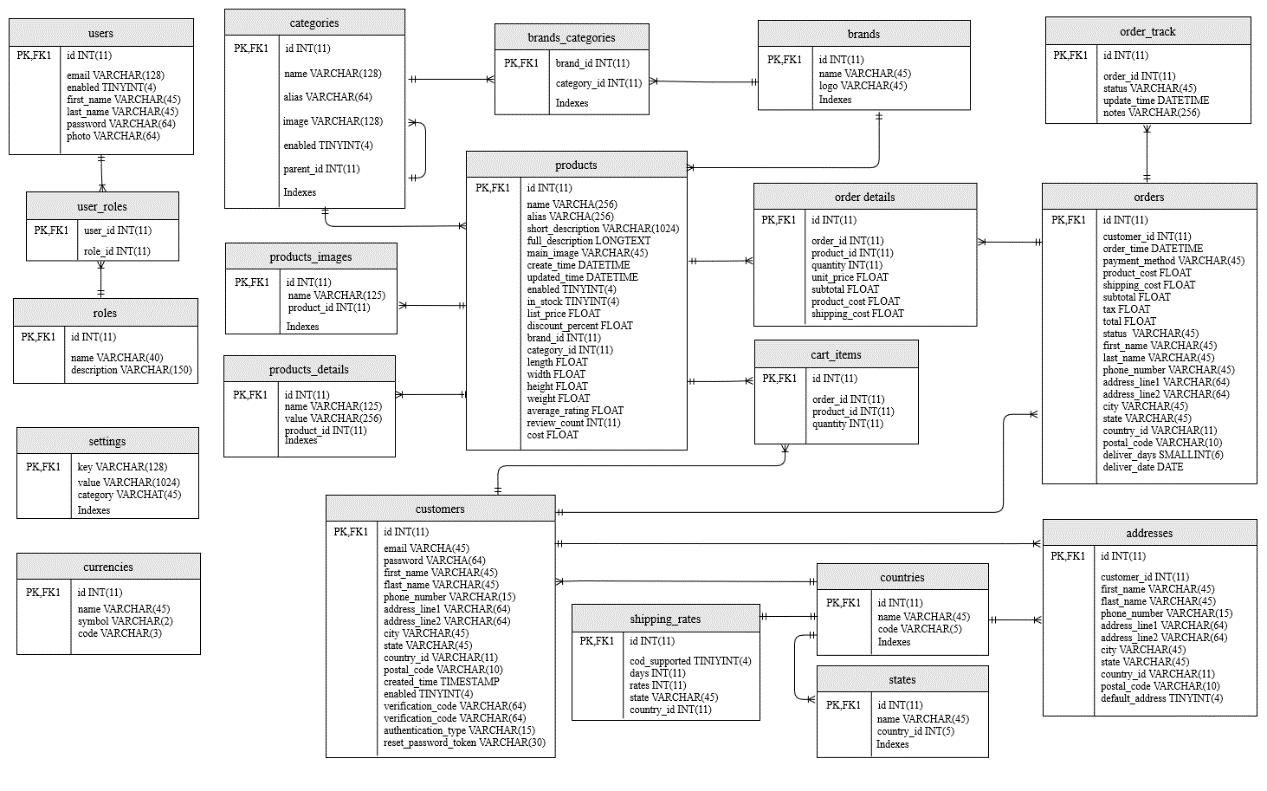 users
PK,FK1
id INT(11)
email VARCHAR(128)
enabled TINYINT(4)
first_name VARCHAR(45)
last_name VARCHAR(45)
password VARCHAR(64)
photo VARCHAR(64)
user_roles
PK,FK1
user_id INT(11)
role_id INT(11)
roles
PK,FK1
id INT(11)
name VARCHAR(40)
description VARCHAR(150)
settings
PK,FK1
key VARCHAR(128)
value VARCHAR(1024)
category VARCHAT(45)
Indexes
currencies
PK,FK1
id INT(11)
name VARCHAR(45)
symbol VARCHAR(2)
code VARCHAR(3)
categories
PK,FK1
id INT(11)
name VARCHAR(128)
alias VARCHAR(64)
image VARCHAR(128)
enabled TINYINT(4)
parent_id INT(11)
Indexes
products_images
PK,FK1
id INT(11)
name VARCHAR(125)
product_id INT(11)
Indexes
products_details
PK,FK1
id INT(11)
name VARCHAR(125)
value VARCHAR(256)
product_id INT(11)
Indexes
brands_categories
PK,FK1
brand_id INT(11)
category_id INT(11)
Indexes
brands
PK,FK1
id INT(11)
name VARCHAR(45)
logo VARCHAR(45)
Indexes
products
PK,FK1
id INT(11)
name VARCHA(256)
alias VARCHA(256)
short_description VARCHAR(1024)
full_description LONGTEXT
main_image VARCHAR(45)
create_time DATETIME
updated_time DATETIME
enabled TINYINT(4)
in_stock TINYINT(4)
list_price FLOAT
discount_percent FLOAT
brand_id INT(11)
category_id INT(11)
length FLOAT
width FLOAT
height FLOAT
weight FLOAT
average_rating FLOAT
review_count INT(11)
cost FLOAT
order details
PK,FK1
id INT(11)
order_id INT(11)
product_id INT(11)
quantity INT(11)
unit_price FLOAT
subtotal FLOAT
product_cost FLOAT
shipping_cost FLOAT
cart_items
PK,FK1
id INT(11)
order_id INT(11)
product_id INT(11)
quantity INT(11)
order_track
PK,FK1
id INT(11)
order_id INT(11)
status VARCHAR(45)
update_time DATETIME
notes VARCHAR(256)
orders
PK,FK1
id INT(11)
customer_id INT(11)
order_time DATETIME
payment_method VARCHAR(45)
product_cost FLOAT
shipping_cost FLOAT
subtotal FLOAT
tax FLOAT
total FLOAT
status VARCHAR(45)
first_name VARCHAR(45)
last_name VARCHAR(45)
phone_number VARCHAR(45)
address_line1 VARCHAR(64)
address_line2 VARCHAR(64)
city VARCHAR(45)
state VARCHAR(45)
country_id VARCHAR(11)
postal_code VARCHAR(10)
deliver_days SMALLINT(6)
deliver_date DATE
customers
PK,FK1
id INT(11)
email VARCHA(45)
password VARCHA(64)
first_name VARCHAR(45)
flast_name VARCHAR(45)
phone_number VARCHAR(15)
address_line1 VARCHAR(64)
address_line2 VARCHAR(64)
city VARCHAR(45)
state VARCHAR(45)
country_id VARCHAR(11)
postal_code VARCHAR(10)
created_time TIMESTAMP
enabled TINYINT(4)
verification_code VARCHAR(64)
verification_code VARCHAR(64)
authentication_type VARCHAR(15)
reset_password_token VARCHAR(30)
shipping_rates
PK,FK1
id INT(11)
cod_supported TINIYINT(4)
days INT(11)
rates INT(11)
state VARCHAR(45)
country_id INT(11)
countries
PK,FK1
id INT(11)
name VARCHAR(45)
code VARCHAR(5)
Indexes
states
PK,FK1
id INT(11)
name VARCHAR(45)
country_id INT(5)
Indexes
addresses
PK,FK1
id INT(11)
customer_id INT(11)
first_name VARCHAR(45)
flast_name VARCHAR(45)
phone_number VARCHAR(15)
address_line1 VARCHAR(64)
address_line2 VARCHAR(64)
city VARCHAR(45)
state VARCHAR(45)
country_id VARCHAR(11)
postal_code VARCHAR(10)
default_address TINYINT(4)